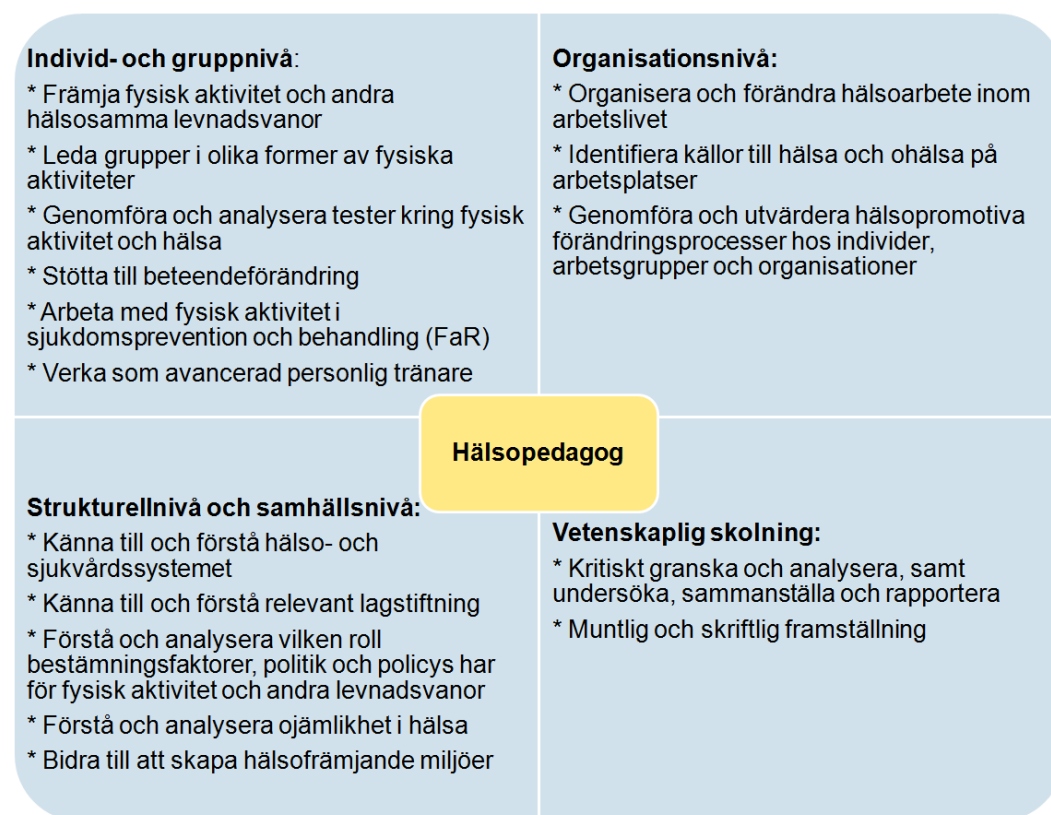 Individ- och gruppnivå:
* Främja fysisk aktivitet och andra
hälsosamma levnadsvanor
* Leda grupper i olika former av fysiska
aktiviteter
* Genomföra och analysera tester kring fysisk
aktivitet och hälsa
* Stötta till beteendeförändring
* Arbeta med fysisk aktivitet i
sjukdomsprevention och behandling (FaR)
* Verka som avancerad personlig tränare
Organisationsnivå:
* Organisera och förändra hälsoarbete inom
arbetslivet
* Identifiera källor till hälsa och ohälsa på
arbetsplatser
* Genomföra och utvärdera hälsopromotiva
förändringsprocesser hos individer,
arbetsgrupper och organisationer
Hälsopedagog
Strukturellnivå och samhällsnivå:
* Känna till och förstå hälso- och
sjukvårdssystemet
* Känna till och förstå relevant lagstiftning
* Förstå och analysera vilken roll
bestämningsfaktorer, politik och policys har
för fysisk aktivitet och andra levnadsvanor
* Förstå och analysera ojämlikhet i hälsa
* Bidra till att skapa hälsofrämjande miljöer
Vetenskaplig skolning:
* Kritiskt granska och analysera, samt
undersöka, sammanställa och rapportera
* Muntlig och skriftlig framställning